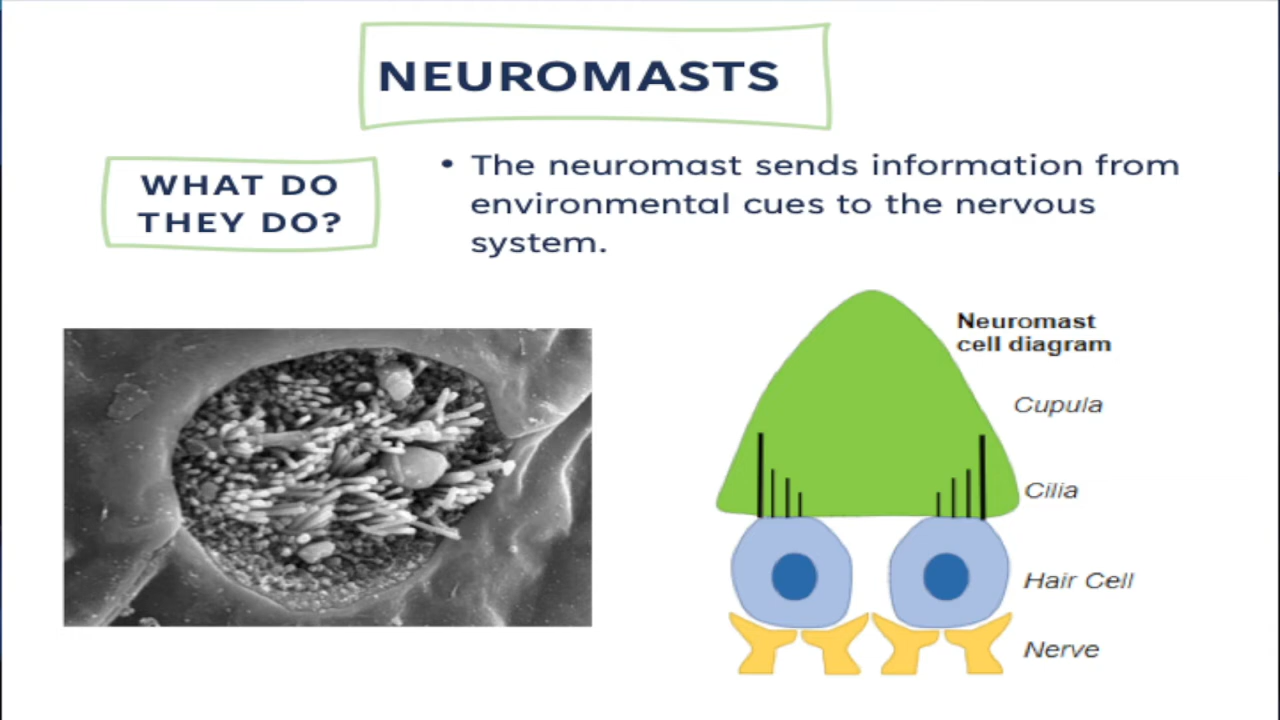 NEUROMASTS
WHAT DO
THEY DO?
• The neuromast sends information from
environmental cues to the nervous
system.
Neuromast
cell diagram
Cupula
Cilia
Hair Cell
Nerve